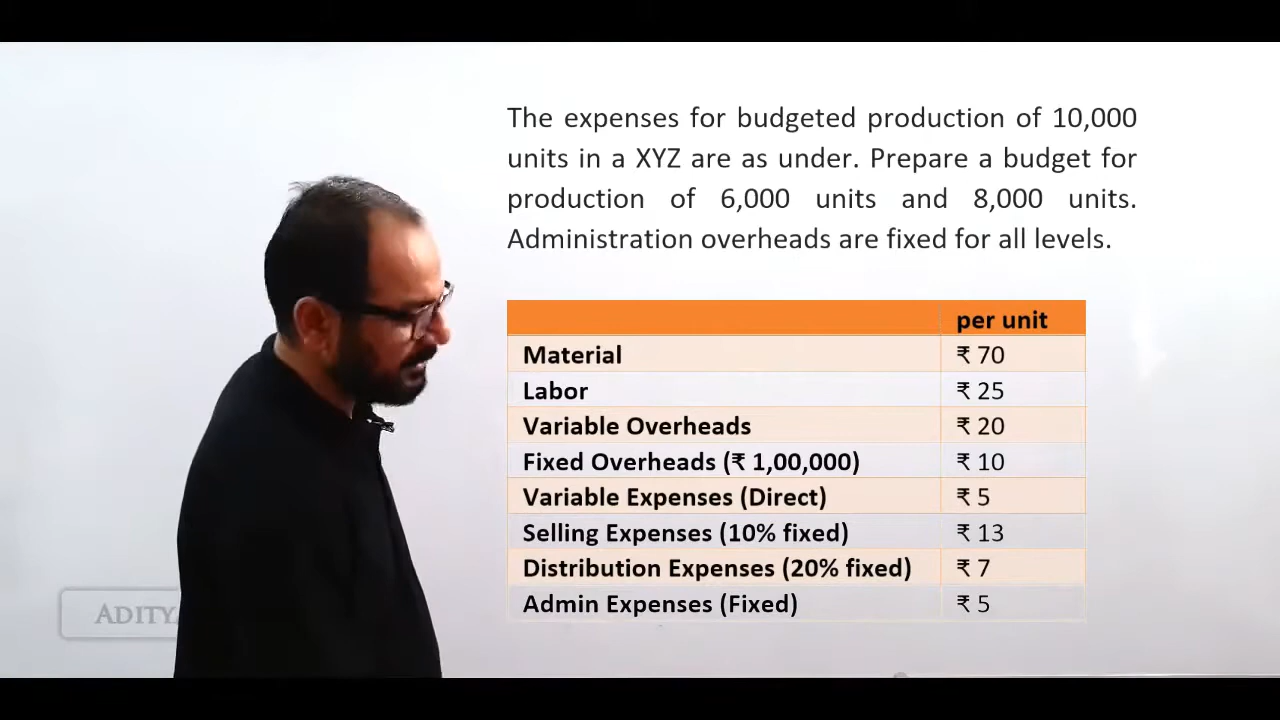 The expenses for budgeted production of 10,000
units in a XYZ are as under. Prepare a budget for
production of 6,000 units and 8,000 units.
Administration overheads are fixed for all levels.
per unit
Material ₹ 70
Labor ₹ 25
Variable Overheads ₹ 20
Fixed Overheads (₹ 1,00,000) ₹ 10
Variable Expenses (Direct) ₹ 5
Selling Expenses (10% fixed) ₹ 13
Distribution Expenses (20% fixed) ₹ 7
Admin Expenses (Fixed) ₹ 5
ADITY